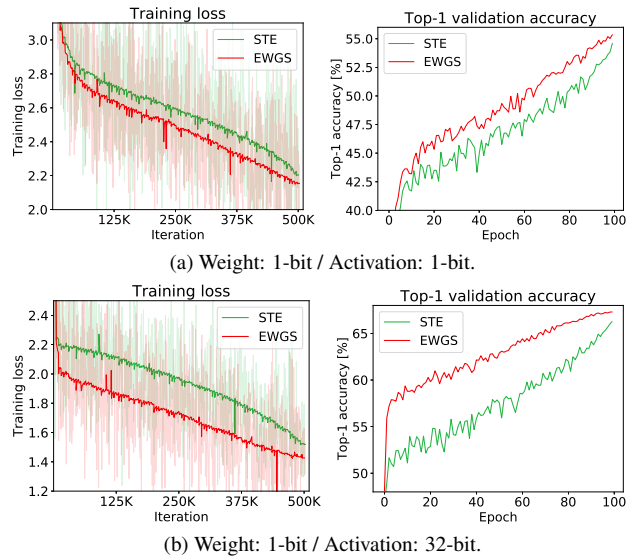 Training loss
3.0
2.8
2.6
2.4
2.2
2.0
Training loss
STE
EWGS
125K
250K
375K
500K
Iteration
Top-1 validation accuracy
55.0
52.5
50.0
47.5
45.0
42.5
40.0
Top-1 accuracy [%]
STE
EWGS
0
20
40
60
80
100
Epoch
(a) Weight: 1-bit / Activation: 1-bit.
Training loss
2.4
2.2
2.0
1.8
1.6
1.4
1.2
Training loss
STE
EWGS
125K
250K
375K
500K
Iteration
Top-1 validation accuracy
65
60
55
50
Top-1 accuracy [%]
STE
EWGS
0
20
40
60
80
100
Epoch
(b) Weight: 1-bit / Activation: 32-bit.